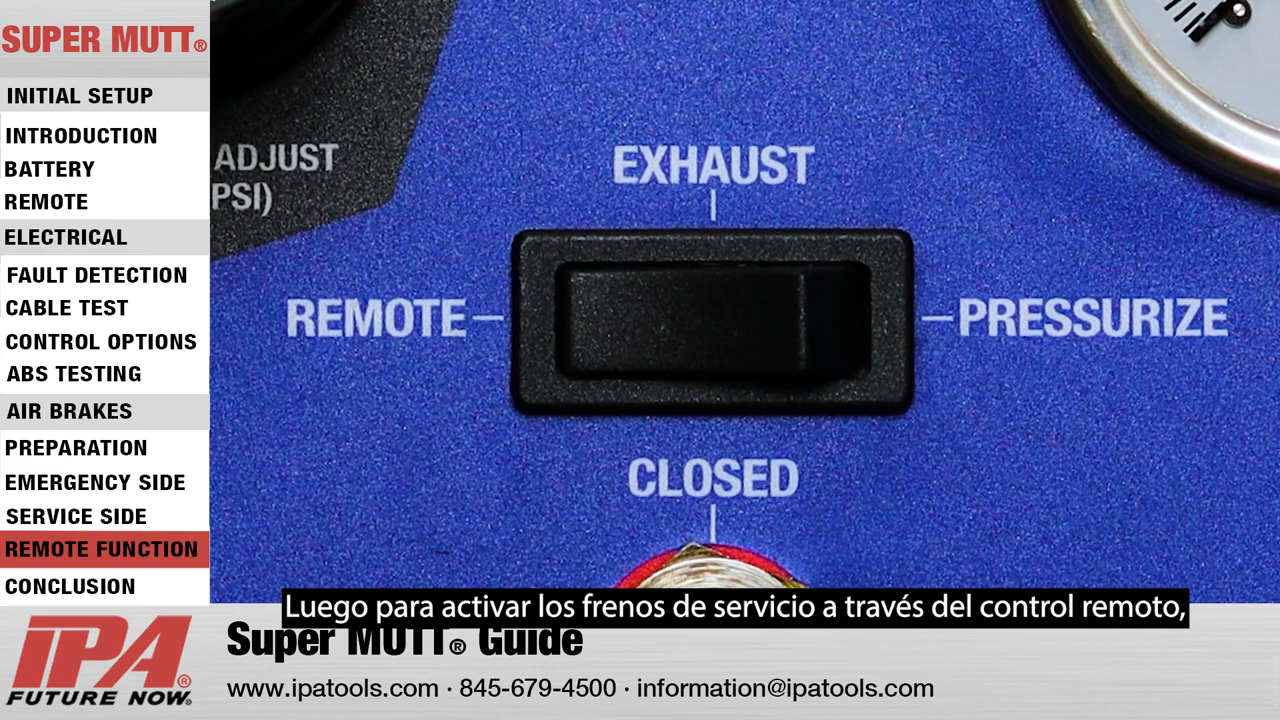 SUPER MUTT®
INITIAL SETUP
INTRODUCTION
BATTERY
REMOTE
ELECTRICAL
FAULT DETECTION
CABLE TEST
CONTROL OPTIONS
ABS TESTING
AIR BRAKES
PREPARATION
EMERGENCY SIDE
SERVICE SIDE
REMOTE FUNCTION
CONCLUSION
IPA®
FUTURE NOW.
ADJUST
PSI)
EXHAUST
REMOTE
PRESSURIZE
CLOSED
Luego para activar los frenos de servicio a través del control remoto,
Super MUTT® Guide
www.ipatools.com · 845-679-4500 · information@ipatools.com